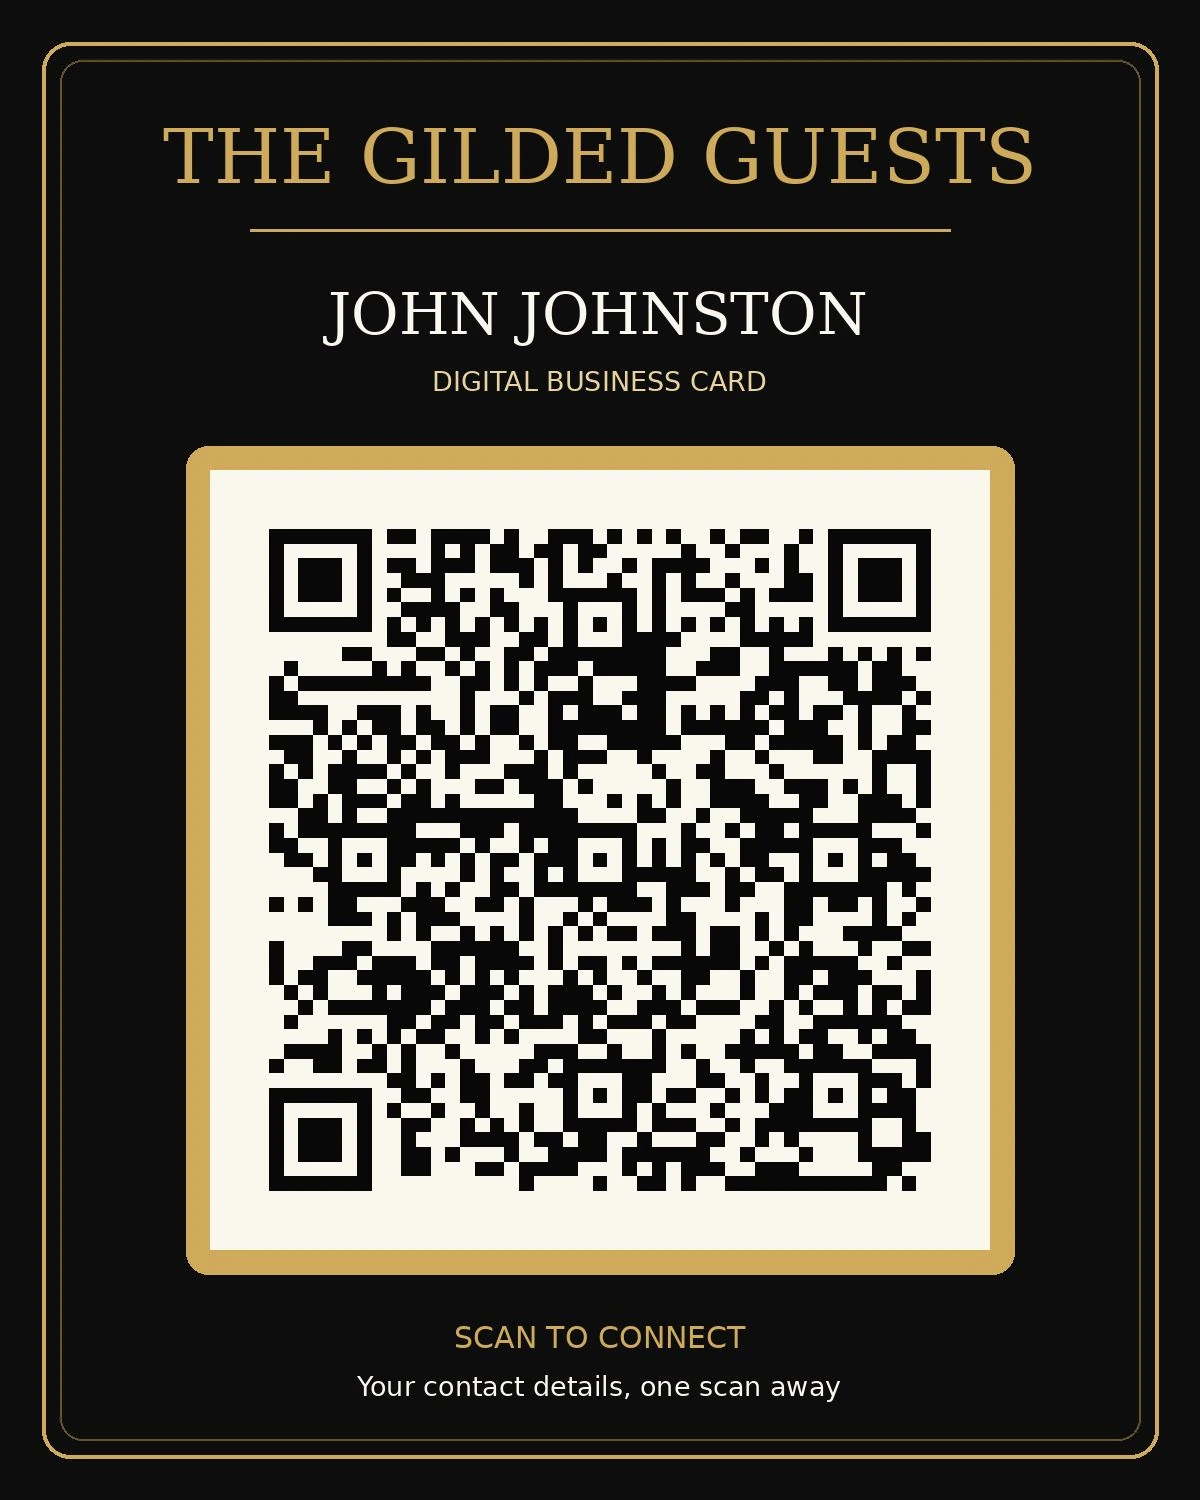 THE GILDED GUESTS
JOHN JOHNSTON
DIGITAL BUSINESS CARD
SCAN TO CONNECT
Your contact details, one scan away